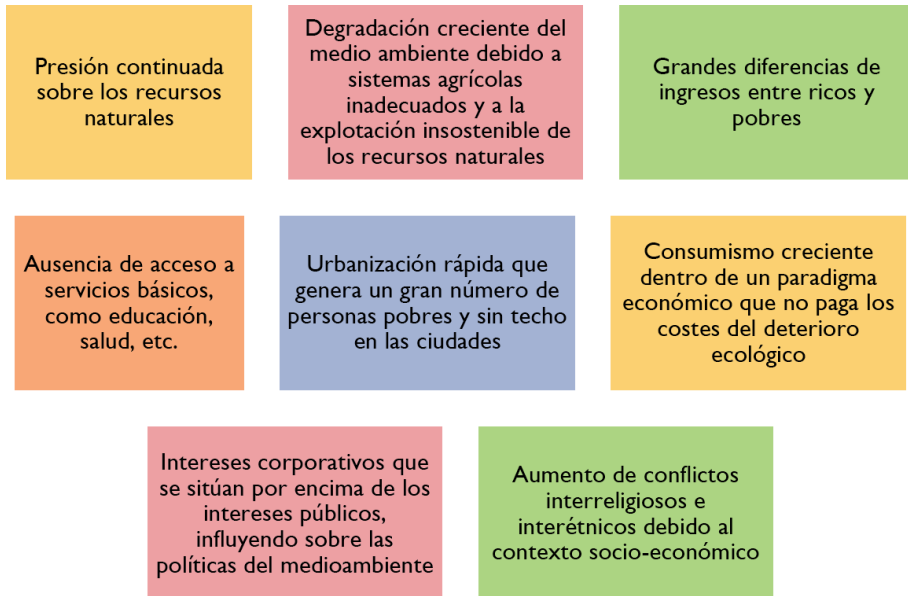 Presión continuada
sobre los recursos
naturales
Degradación creciente del
medio ambiente debido a
sistemas agrícolas
inadecuados y a la
explotación insostenible de
los recursos naturales
Grandes diferencias de
ingresos entre ricos y
pobres
Ausencia de acceso a
servicios básicos,
como educación,
salud, etc.
Urbanización rápida que
genera un gran número de
personas pobres y sin techo
en las ciudades
Consumismo creciente
dentro de un paradigma
económico que no paga los
costes del deterioro
ecológico
Intereses corporativos que
se sitúan por encima de los
intereses públicos,
influyendo sobre las
políticas del medioambiente
Aumento de conflictos
interreligiosos e
interétnicos debido al
contexto socio-económico